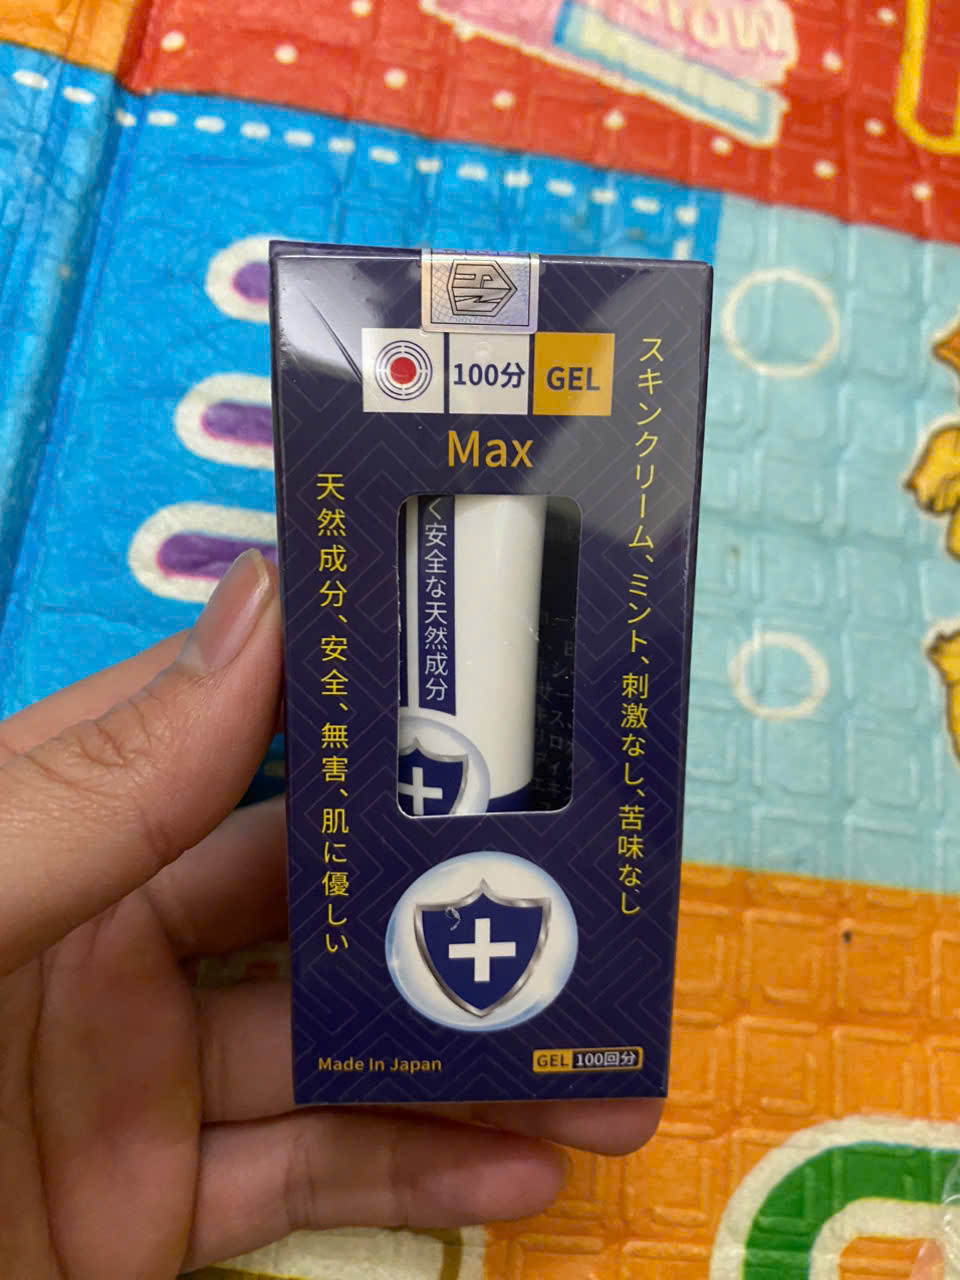 100分
GEL
Max
スキンクリーム、ミント、刺激なし、苦味なし
天然成分、安全、無害、肌に優しい
く安全な天然成分
Made In Japan
GEL 100回分